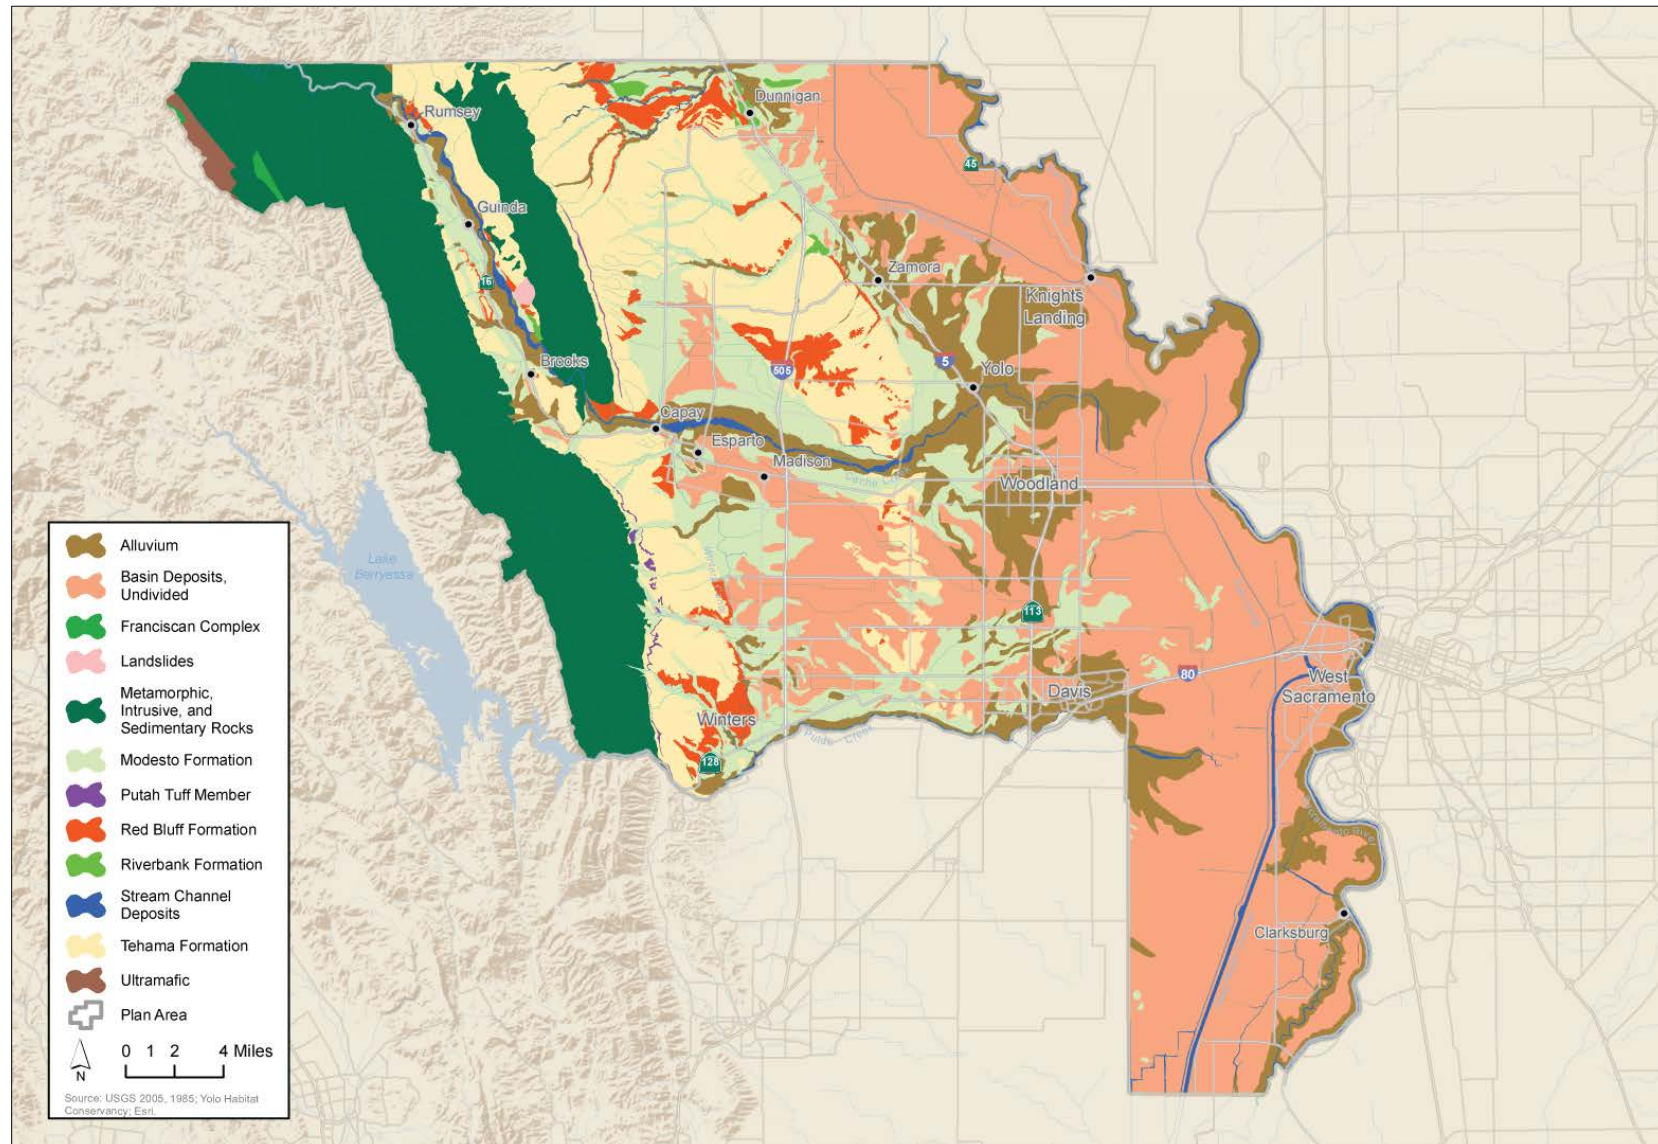 Rumsey
Dunnigan
45
Guinda
16
Zamora
Knights
Landing
Brooks
505
5
Yolo
Capay
Esparto
Madison
Woodland
Lake
Berryessa
113
80
West
Sacramento
Davis
Winters
Putah Creek
128
Clarksburg
Alluvium
Basin Deposits,
Undivided
Franciscan Complex
Landslides
Metamorphic,
Intrusive, and
Sedimentary Rocks
Modesto Formation
Putah Tuff Member
Red Bluff Formation
Riverbank Formation
Stream Channel
Deposits
Tehama Formation
Ultramafic
Plan Area
N
0 1 2 4 Miles
Source: USGS 2005, 1985; Yolo Habitat
Conservancy; Esri.